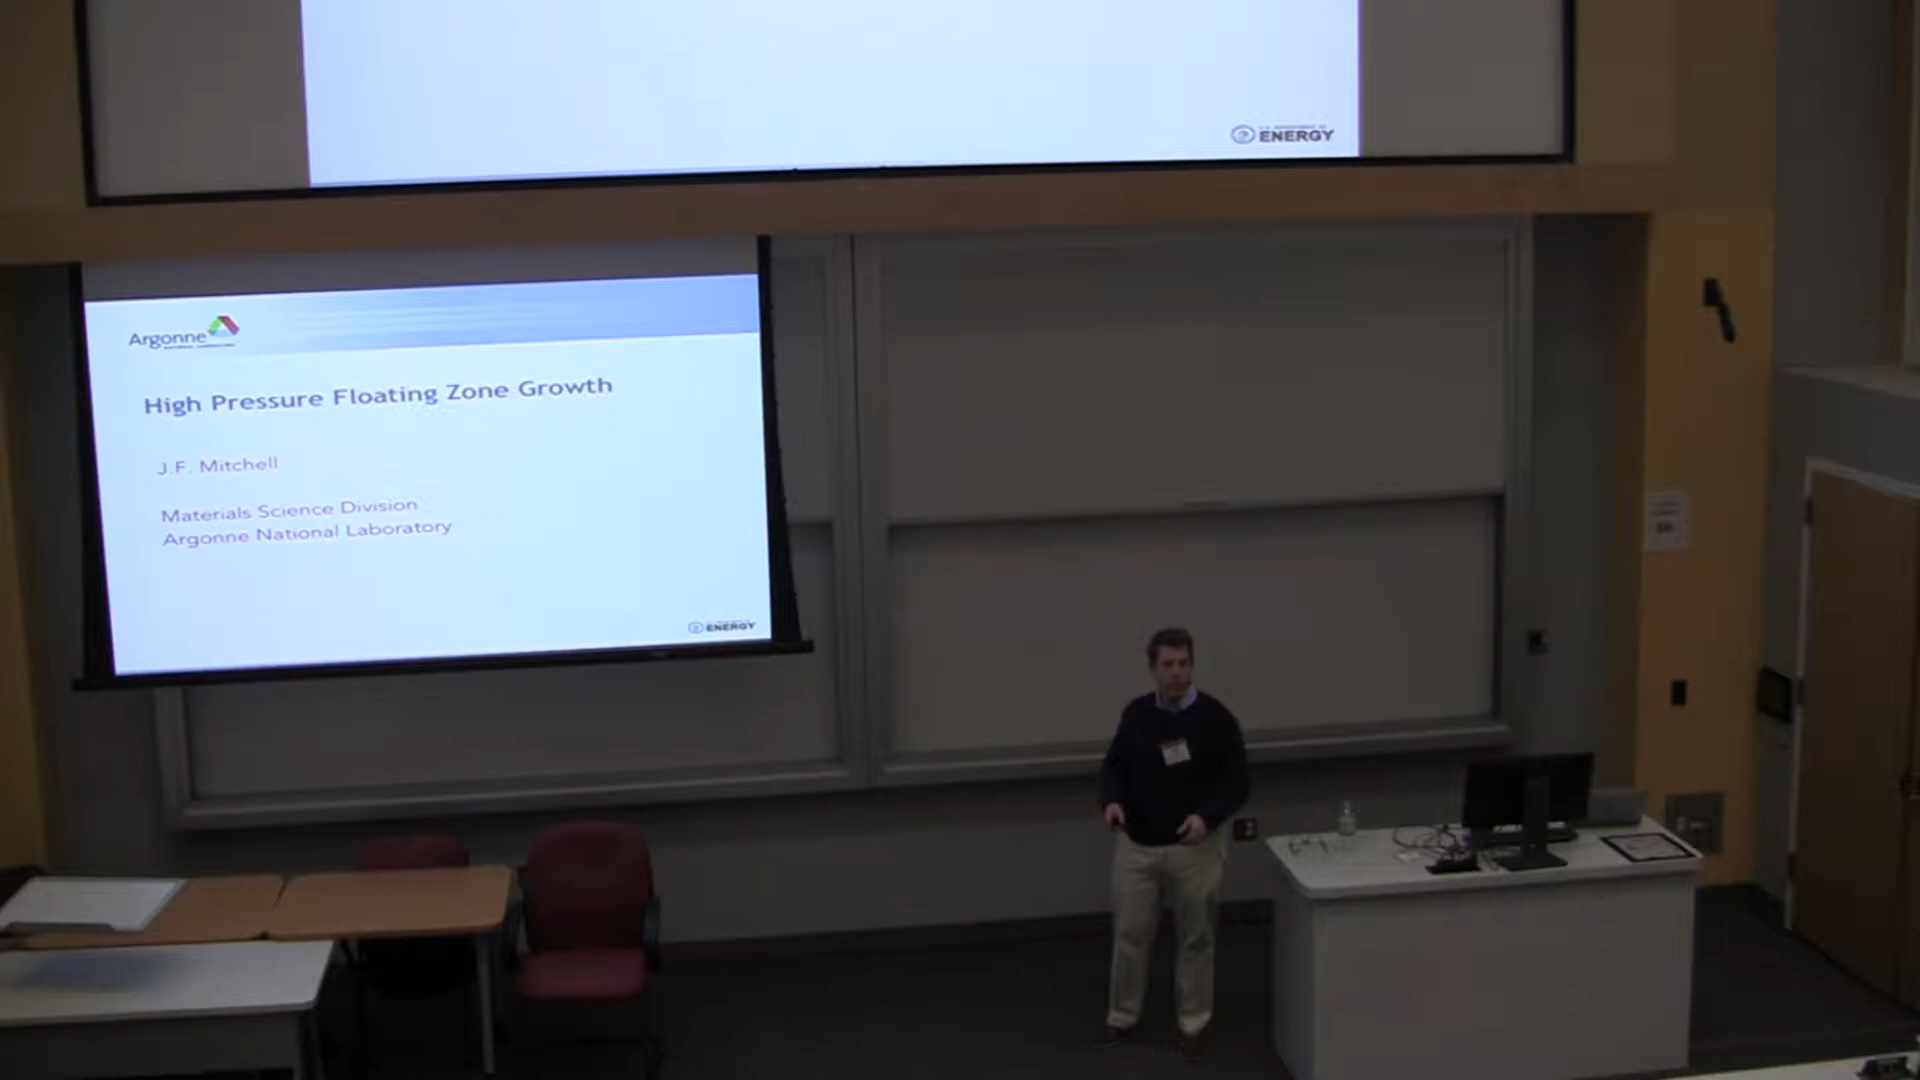 ENERGY
Argonne
High Pressure Floating Zone Growth
J.F. Mitchell
Materials Science Division
Argonne National Laboratory
ENERGY